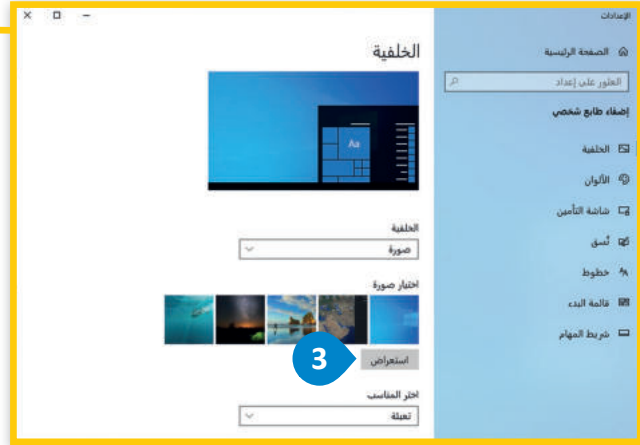 الإعدادات
الصفحة الرئيسية
العثور على إعداد
إضفاء طابع شخصي
الخلفية
الألوان
شاشة التأمين
نُسق
خطوط
قائمة البدء
شريط المهام
الخلفية
Aa
الخلفية
صورة
اختيار صورة
3
استعراض
اختر المناسب
تعبئة